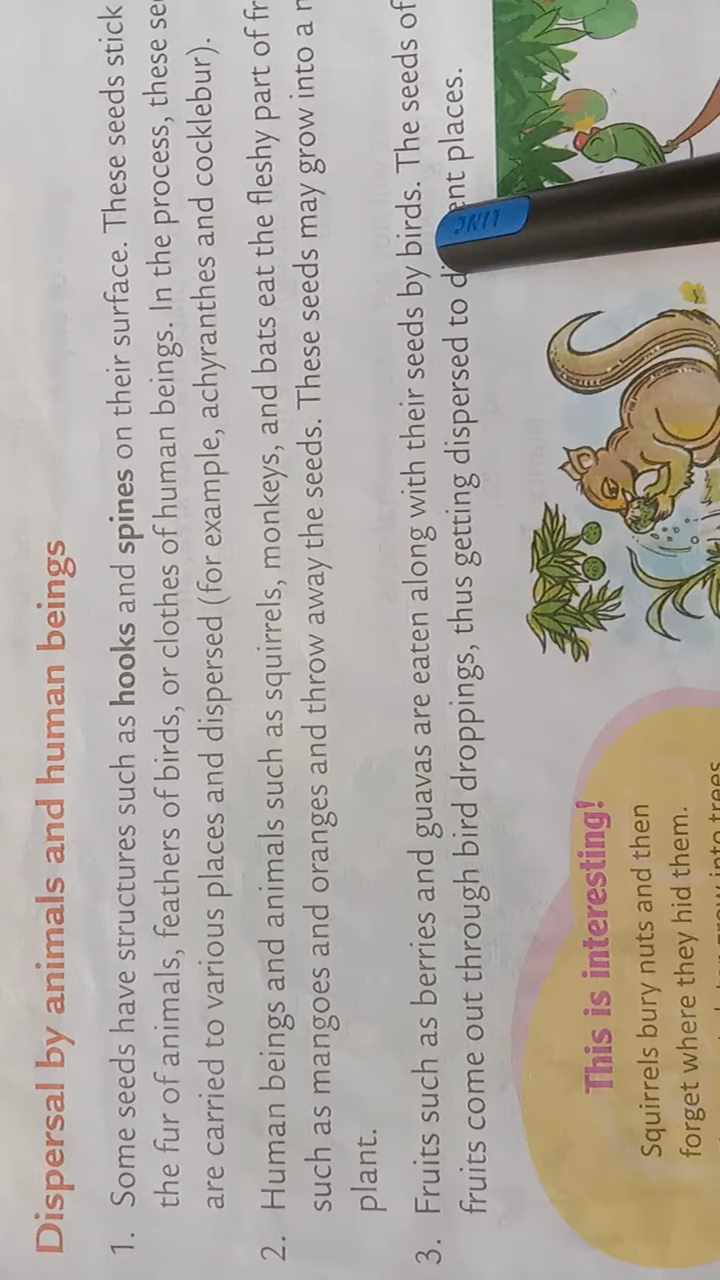 Dispersal by animals and human beings
1. Some seeds have structures such as hooks and spines on their surface. These seeds stick
the fur of animals, feathers of birds, or clothes of human beings. In the process, these
are carried to various places and dispersed (for example, achyranthes and cocklebur).
2. Human beings and animals such as squirrels, monkeys, and bats eat the fleshy part of
such as mangoes and oranges and throw away the seeds. These seeds may grow into a
plant.
3. Fruits such as berries and guavas are eaten along with their seeds by birds. The seeds of
fruits come out through bird droppings, thus getting dispersed to places.
This is interesting!
Squirrels bury nuts and then
forget where they hid them.
into trees